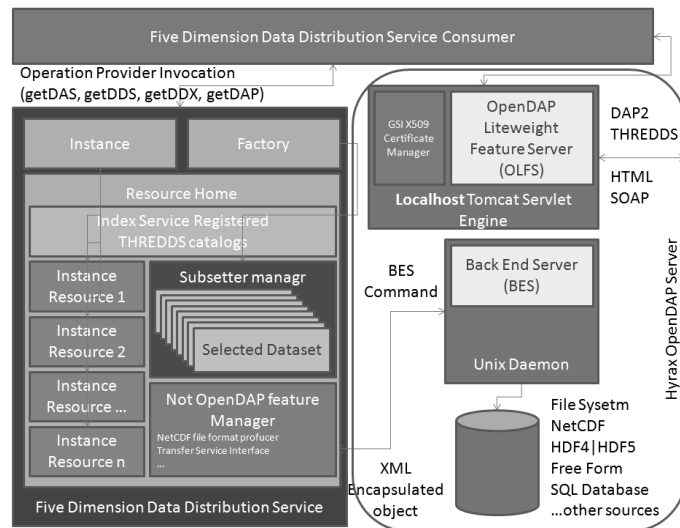 Five Dimension Data Distribution Service Consumer
Operation Provider Invocation
(getDAS, getDDS, getDDX, getDAP)
Instance
Factory
Resource Home
Index Service Registered
THREDDS catalogs
Instance
Resource 1
Instance
Resource 2
Instance
Resource ...
Instance
Resource n
Subsetter managr
Selected Dataset
Not OpenDAP feature
Manager
NetCDF file format profucer
Transfer Service Interface
...
Five Dimension Data Distribution Service
GSI X509
Certificate
Manager
OpenDAP
Liteweight
Feature Server
(OLFS)
Localhost Tomcat Servlet
Engine
DAP2
THREDDS
HTML
SOAP
BES
Command
Back End Server
(BES)
Unix Daemon
XML
Encapsulated
object
File Sysetm
NetCDF
HDF4|HDF5
Free Form
SQL Database
...other sources
Hyrax OpenDAP Server